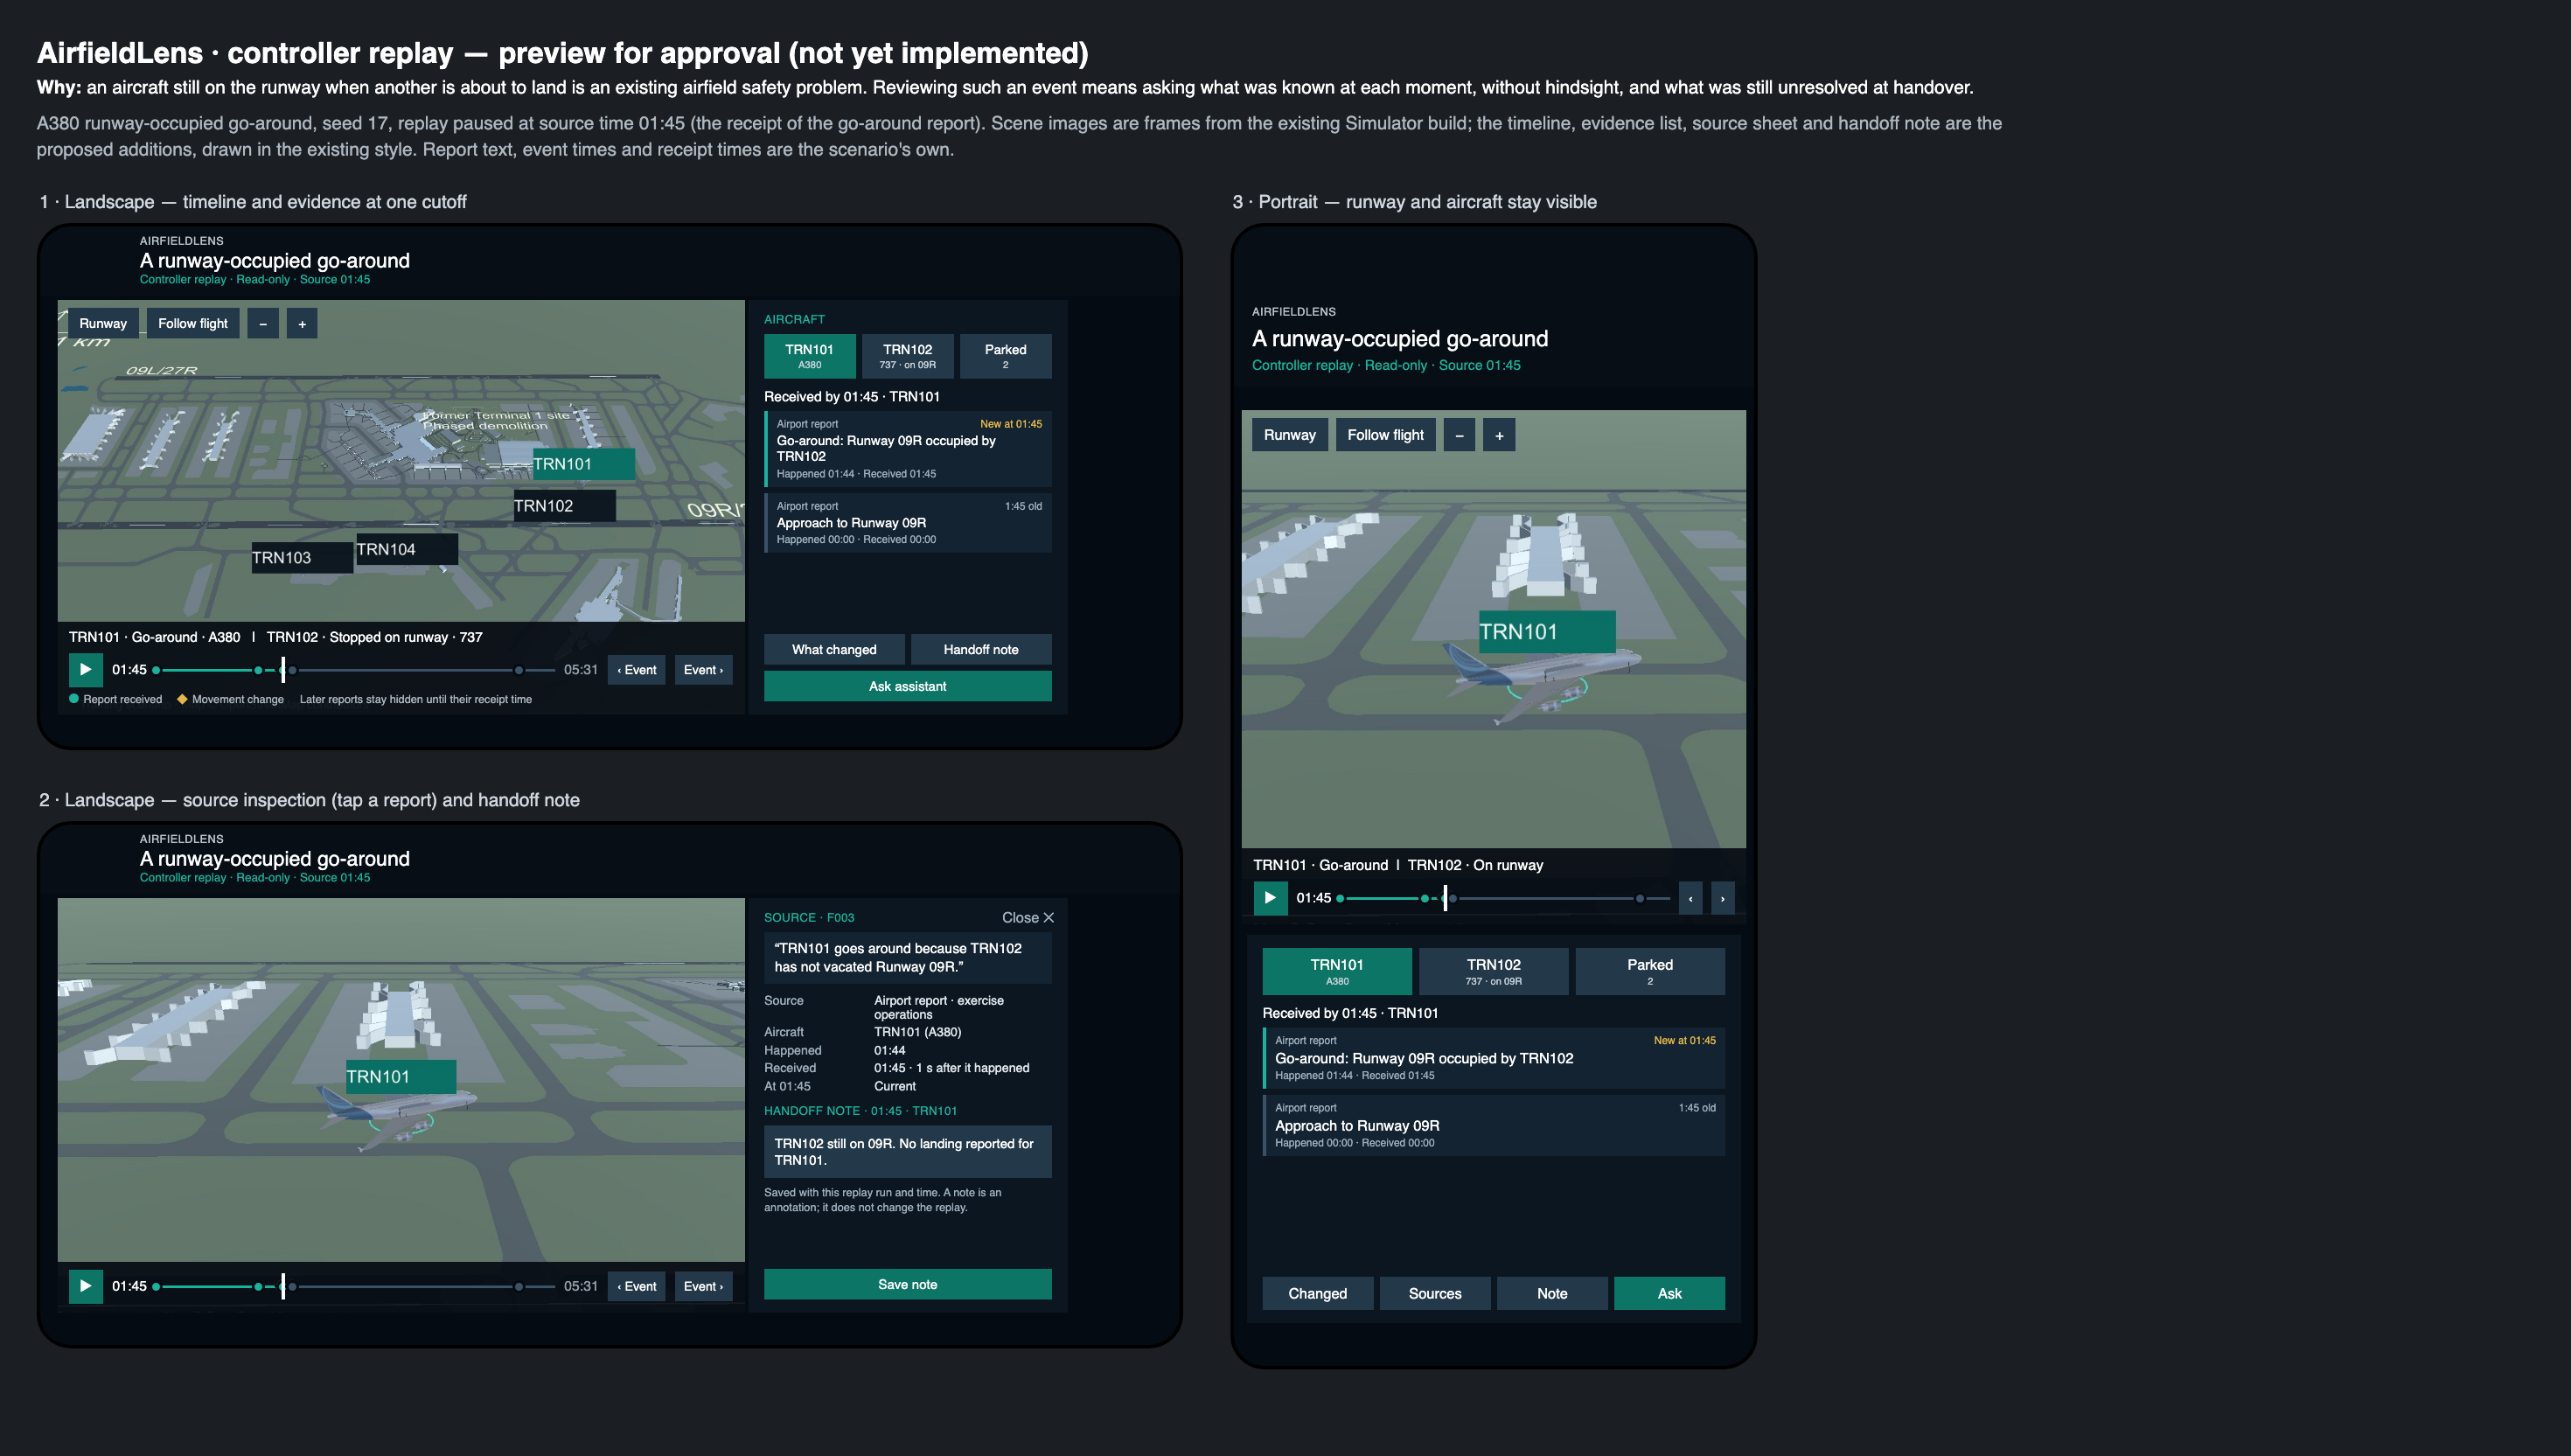 AirfieldLens · controller replay — preview for approval (not yet implemented)
Why: an aircraft still on the runway when another is about to land is an existing airfield safety problem. Reviewing such an event means asking what was known at each moment, without hindsight, and what was still unresolved at handover.
A380 runway-occupied go-around, seed 17, replay paused at source time 01:45 (the receipt of the go-around report). Scene images are frames from the existing Simulator build; the timeline, evidence list, source sheet and handoff note are the
proposed additions, drawn in the existing style. Report text, event times and receipt times are the scenario's own.
1 · Landscape — timeline and evidence at one cutoff
AIRFIELDLENS
A runway-occupied go-around
Controller replay · Read-only · Source 01:45
Runway
Follow flight
−
+
1 km
09L/27R
Former Terminal 1 site
Phased demolition
TRN101
TRN102
09R/
TRN103
TRN104
TRN101 · Go-around · A380 | TRN102 · Stopped on runway · 737
01:45
05:31
‹ Event
Event ›
Report received
Movement change
Later reports stay hidden until their receipt time
AIRCRAFT
TRN101
A380
TRN102
737 · on 09R
Parked
2
Received by 01:45 · TRN101
Airport report
New at 01:45
Go-around: Runway 09R occupied by
TRN102
Happened 01:44 · Received 01:45
Airport report
1:45 old
Approach to Runway 09R
Happened 00:00 · Received 00:00
What changed
Handoff note
Ask assistant
2 · Landscape — source inspection (tap a report) and handoff note
AIRFIELDLENS
A runway-occupied go-around
Controller replay · Read-only · Source 01:45
TRN101
01:45
05:31
‹ Event
Event ›
SOURCE · F003
Close ✕
“TRN101 goes around because TRN102
has not vacated Runway 09R.”
Source
Airport report · exercise
operations
Aircraft
TRN101 (A380)
Happened
01:44
Received
01:45 · 1 s after it happened
At 01:45
Current
HANDOFF NOTE · 01:45 · TRN101
TRN102 still on 09R. No landing reported for
TRN101.
Saved with this replay run and time. A note is an
annotation; it does not change the replay.
Save note
3 · Portrait — runway and aircraft stay visible
AIRFIELDLENS
A runway-occupied go-around
Controller replay · Read-only · Source 01:45
Runway
Follow flight
−
+
TRN101
TRN101 · Go-around | TRN102 · On runway
01:45
‹
›
TRN101
A380
TRN102
737 · on 09R
Parked
2
Received by 01:45 · TRN101
Airport report
New at 01:45
Go-around: Runway 09R occupied by TRN102
Happened 01:44 · Received 01:45
Airport report
1:45 old
Approach to Runway 09R
Happened 00:00 · Received 00:00
Changed
Sources
Note
Ask